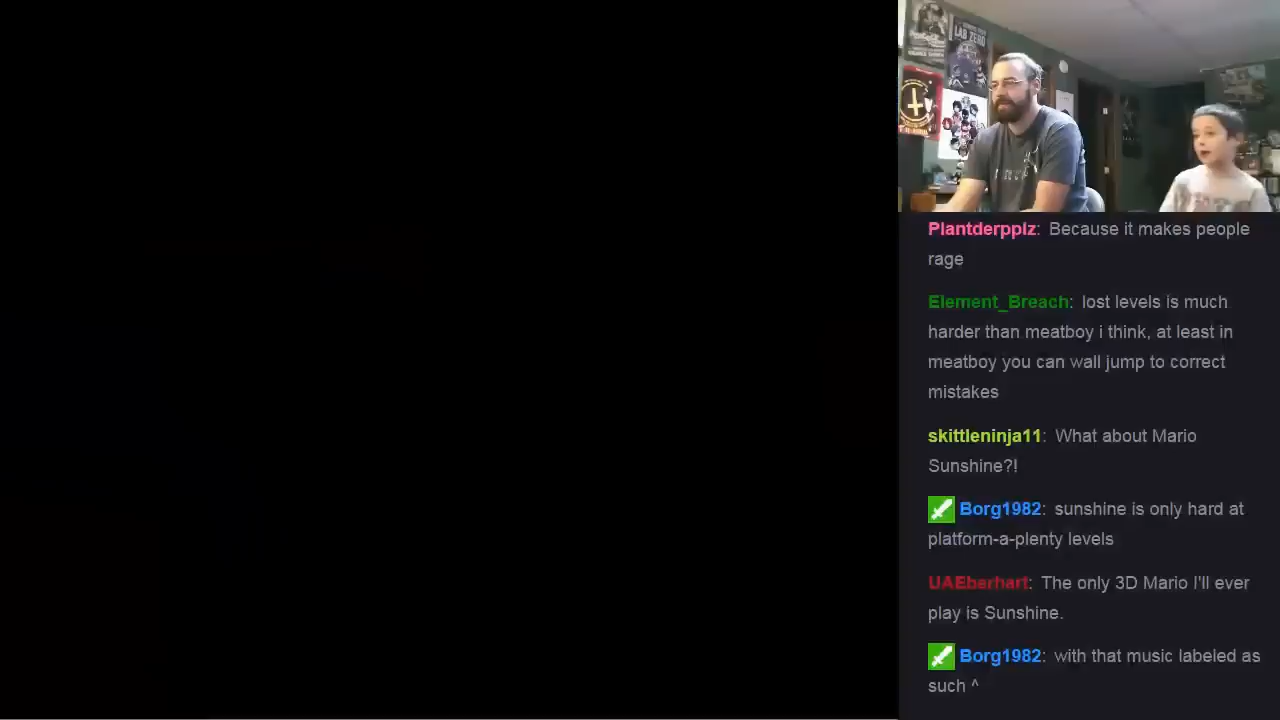 LAB ZERO
Plantderpplz: Because it makes people
rage
Element_Breach: lost levels is much
harder than meatboy i think, at least in
meatboy you can wall jump to correct
mistakes
skittleninja11: What about Mario
Sunshine?!
Borg1982: sunshine is only hard at
platform-a-plenty levels
UAEberhart: The only 3D Mario I'll ever
play is Sunshine.
Borg1982: with that music labeled as
such ^